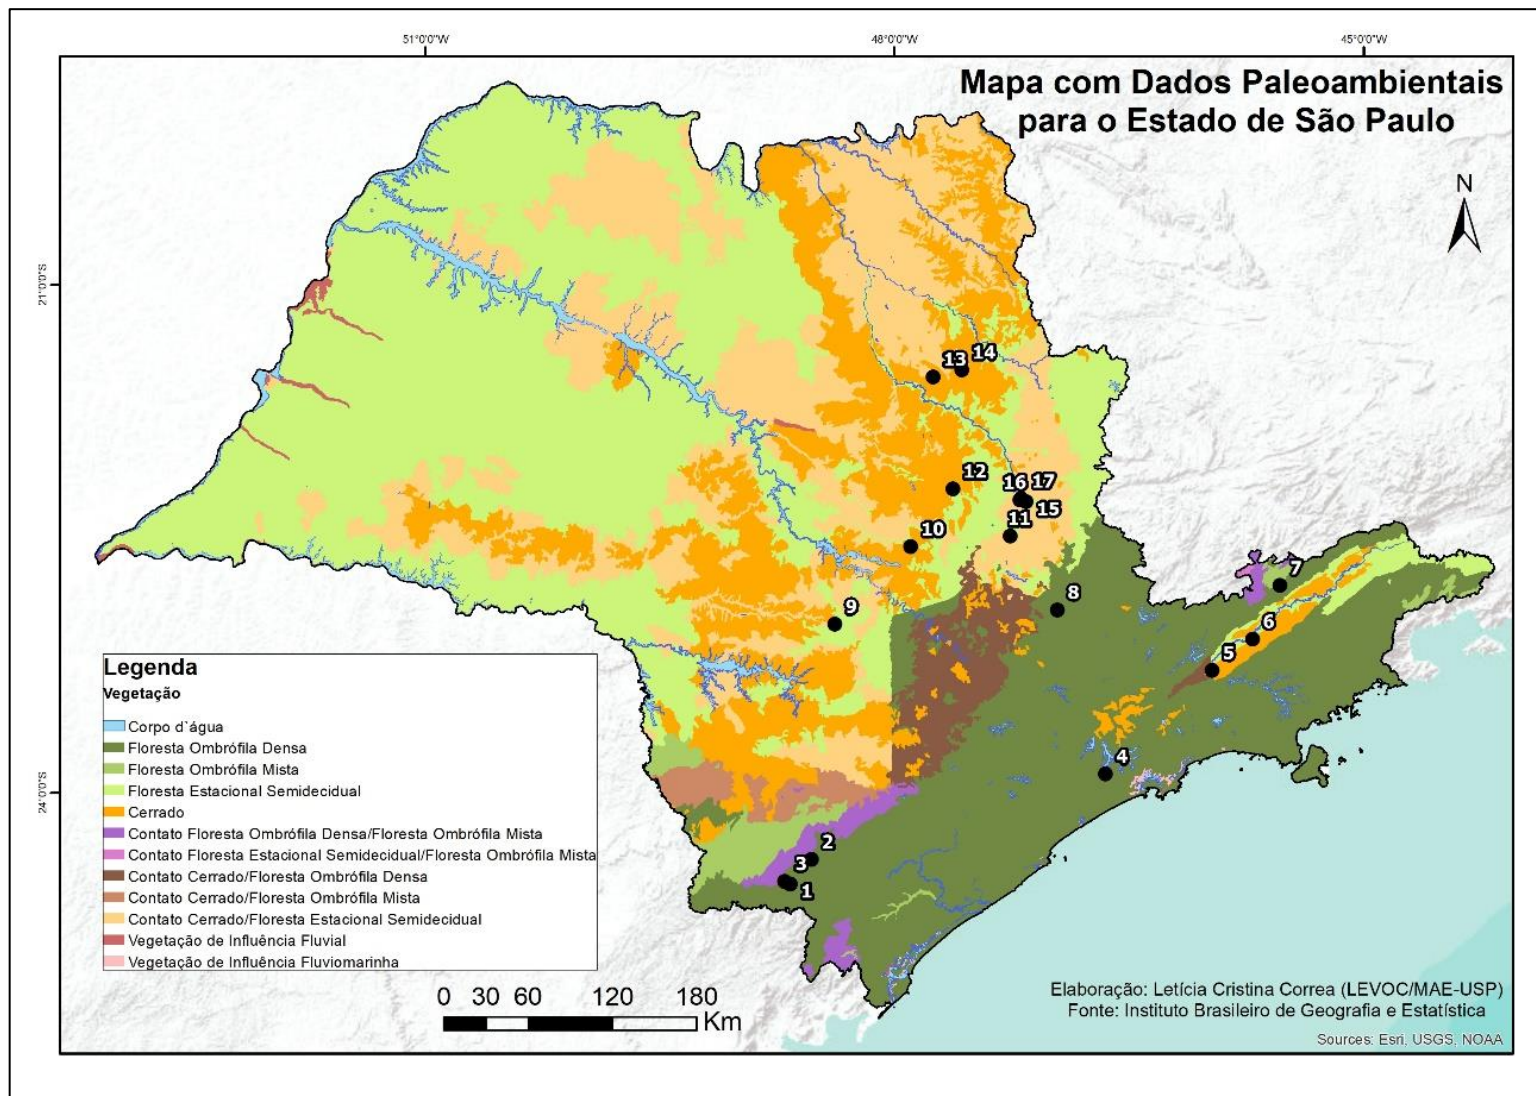 51°0'0"W
48°0'0"W
45°0'0"W
Mapa com Dados Paleoambientais
para o Estado de São Paulo
N
21°0'0"S
13
14
12
16
17
15
11
10
7
8
9
6
5
4
24°0'0"S
2
3
1
Legenda
Vegetação
Corpo d`água
Floresta Ombrófila Densa
Floresta Ombrófila Mista
Floresta Estacional Semidecidual
Cerrado
Contato Floresta Ombrófila Densa/Floresta Ombrófila Mista
Contato Floresta Estacional Semidecidual/Floresta Ombrófila Mista
Contato Cerrado/Floresta Ombrófila Densa
Contato Cerrado/Floresta Ombrófila Mista
Contato Cerrado/Floresta Estacional Semidecidual
Vegetação de Influência Fluvial
Vegetação de Influência Fluviomarinha
0 30 60 120 180
Km
Elaboração: Letícia Cristina Correa (LEVOC/MAE-USP)
Fonte: Instituto Brasileiro de Geografia e Estatística
Sources: Esri, USGS, NOAA